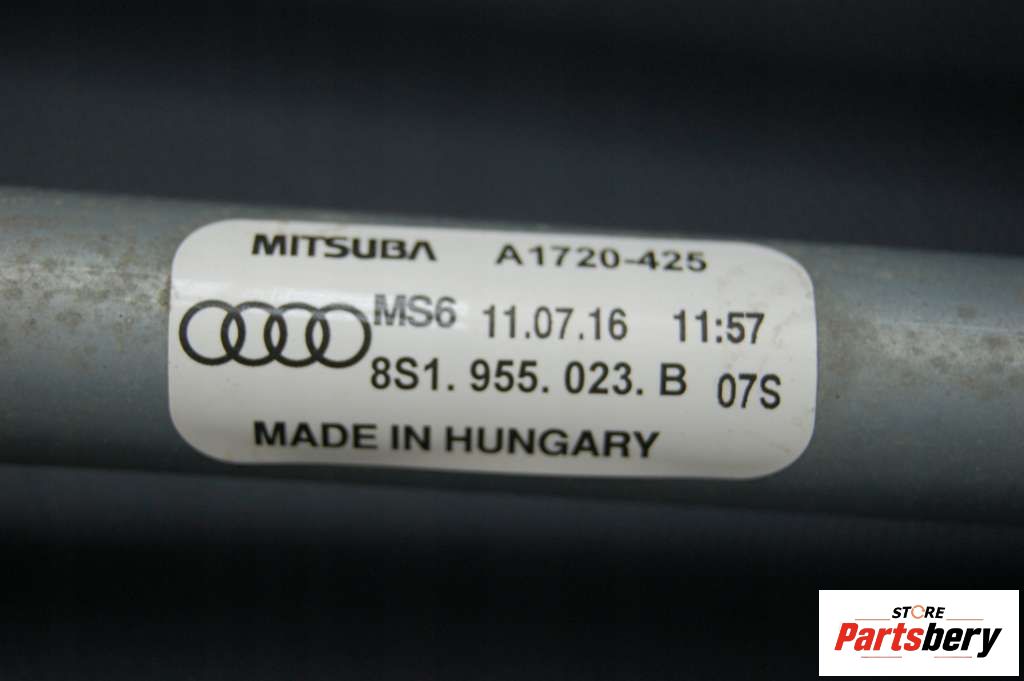 MITSUBA A1720-425
MS6 11.07.16 11:57
8S1. 955. 023. B 07S
MADE IN HUNGARY
STORE
Partsbery